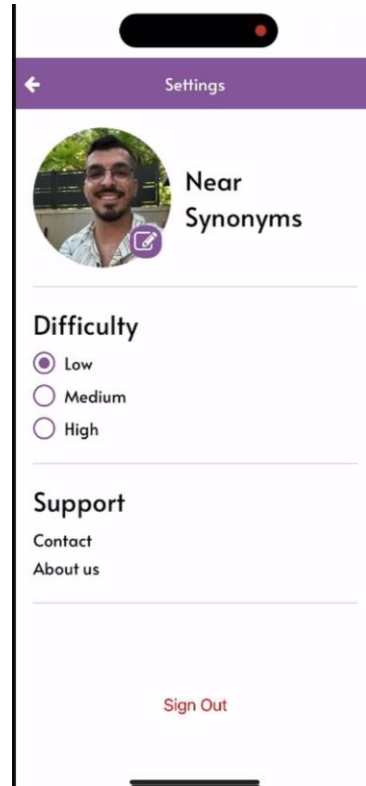 Settings
Near
Synonyms
Difficulty
Low
Medium
High
Support
Contact
About us
Sign Out